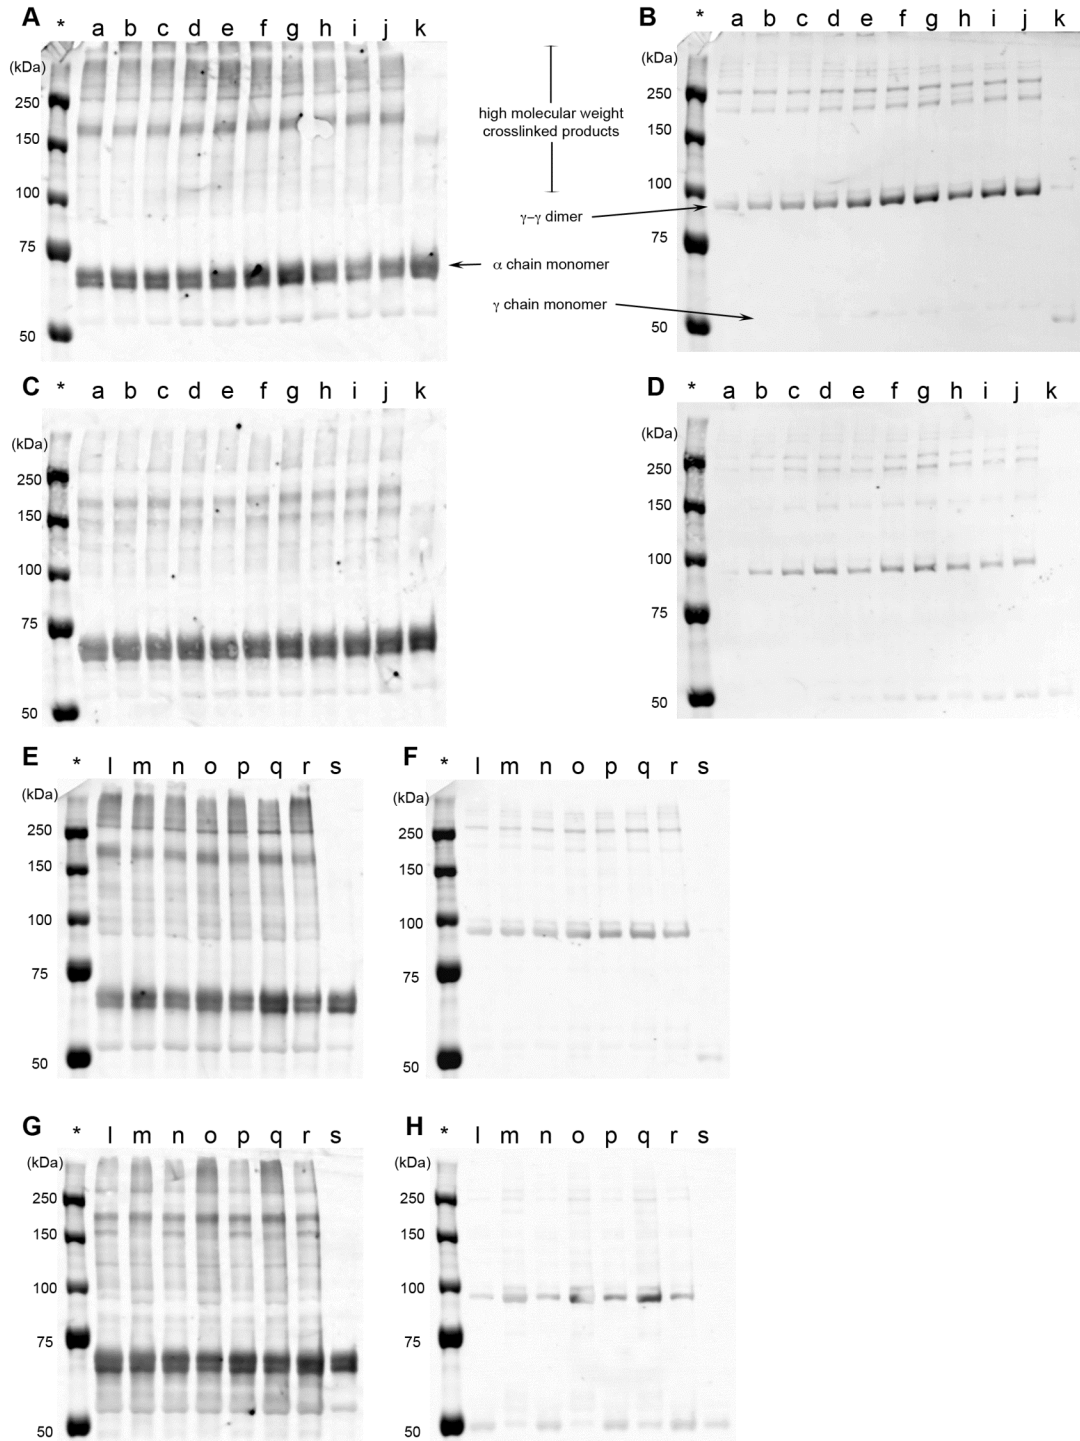 A * a b c d e f g h i j k
(kDa)
250
150
100
75
50
high molecular weight
crosslinked products
γ–γ dimer
α chain monomer
γ chain monomer
B * a b c d e f g h i j k
(kDa)
250
150
100
75
50
C * a b c d e f g h i j k
(kDa)
250
150
100
75
50
D * a b c d e f g h i j k
(kDa)
250
150
100
75
50
E * l m n o p q r s
(kDa)
250
150
100
75
50
F * l m n o p q r s
(kDa)
250
150
100
75
50
G * l m n o p q r s
(kDa)
250
150
100
75
50
H * l m n o p q r s
(kDa)
250
150
100
75
50